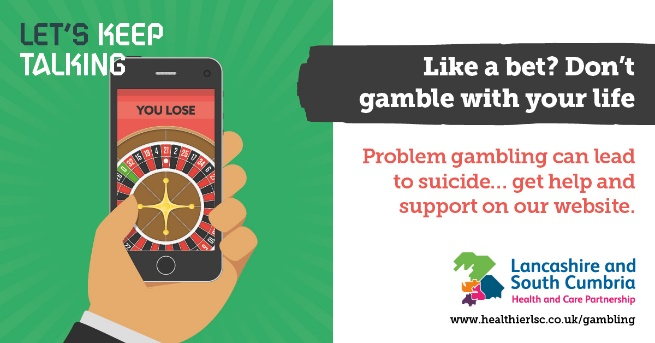 LET'S KEEP
TALKING
YOU LOSE
Like a bet? Don't
gamble with your life
Problem gambling can lead
to suicide... get help and
support on our website.
Lancashire and
South Cumbria
Health and Care Partnership
www.healthierlsc.co.uk/gambling